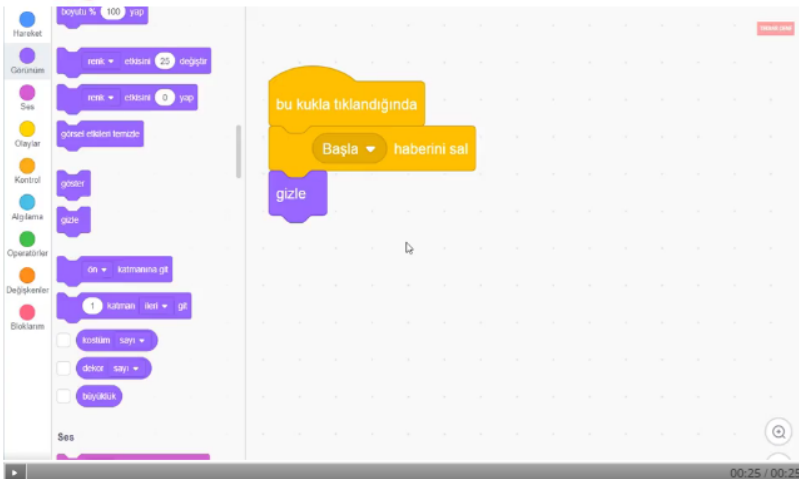 boyutu % 100 yap
Hareket
renk etkisini 25 değiştir
Görünüm
renk etkisini 0 yap
Ses
görsel etkileri temizle
Olaylar
Kontrol
göster
Algılama
gizle
Operatörler
ön katmanına git
Değişkenler
1 katman ileri git
Bloklarım
kostüm sayı
dekor sayı
büyüklük
Ses
bu kukla tıklandığında
Başla haberini sal
gizle
00:25 / 00:25